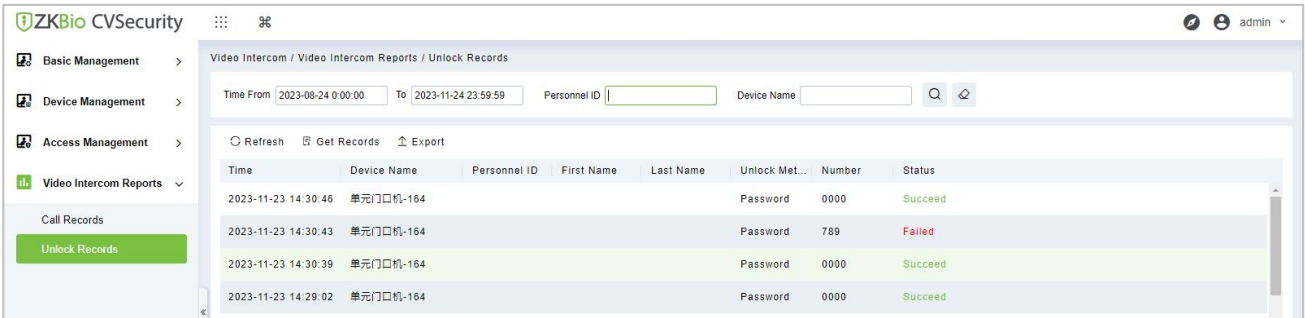 ZKBio CVSecurity
admin
Basic Management
Device Management
Access Management
Video Intercom Reports
Call Records
Unlock Records
Video Intercom / Video Intercom Reports / Unlock Records
Time From 2023-08-24 0:00:00 To 2023-11-24 23:59:59 Personnel ID Device Name
Refresh Get Records Export
Time Device Name Personnel ID First Name Last Name Unlock Met... Number Status
2023-11-23 14:30:46 单元门口机-164 Password 0000 Succeed
2023-11-23 14:30:43 单元门口机-164 Password 789 Failed
2023-11-23 14:30:39 单元门口机-164 Password 0000 Succeed
2023-11-23 14:29:02 单元门口机-164 Password 0000 Succeed